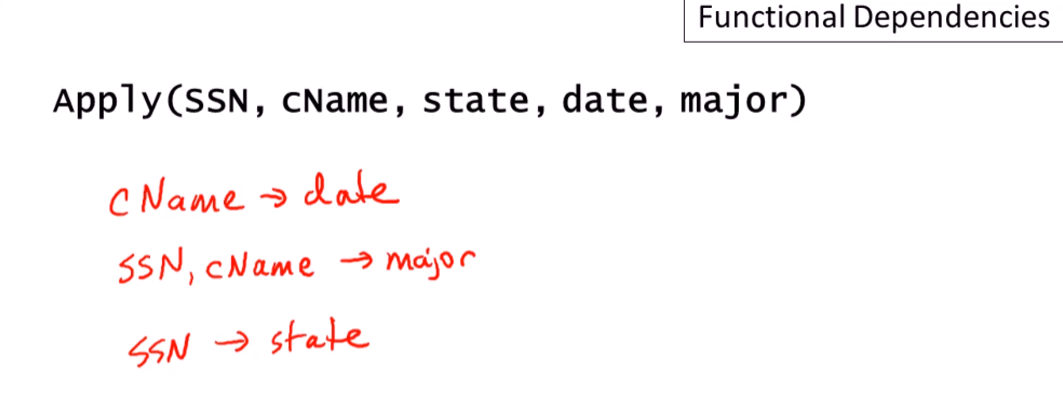 Functional Dependencies
Apply(SSN, cName, state, date, major)
cName → date
SSN, cName → major
SSN → state